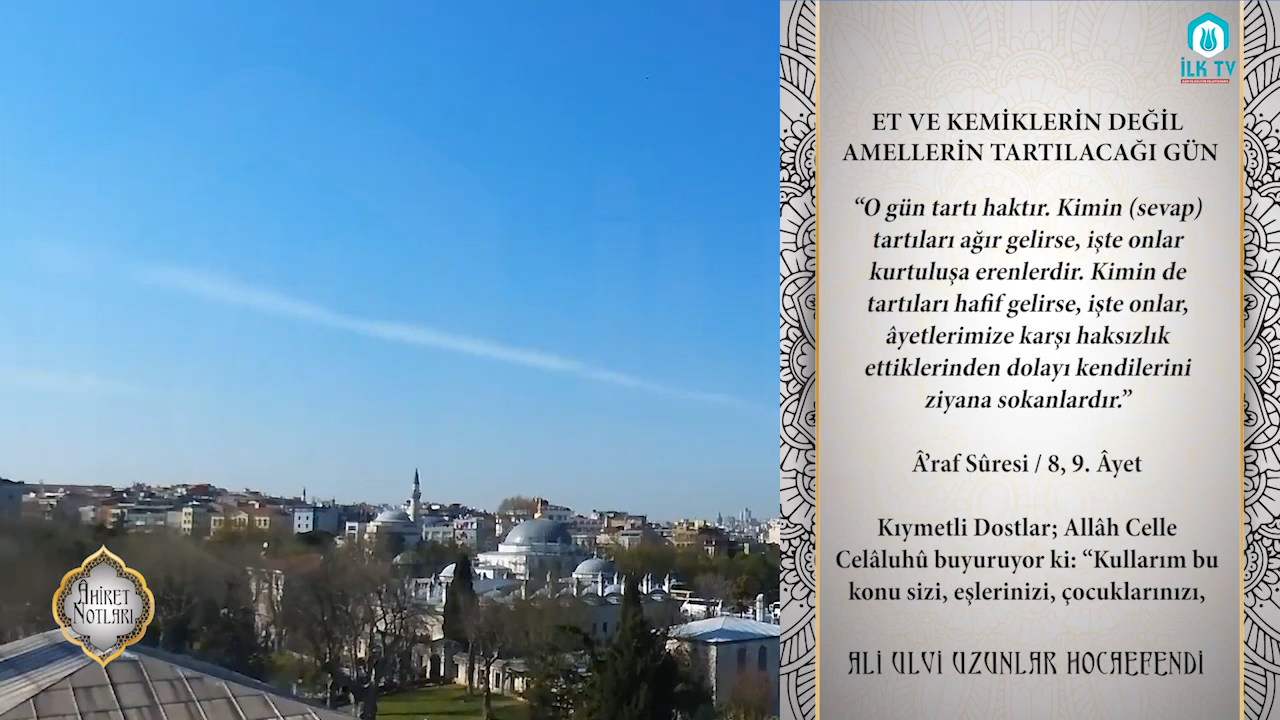 İLK TV
ET VE KEMİKLERİN DEĞİL
AMELLERİN TARTILACAĞI GÜN
“O gün tartı haktır. Kimin (sevap)
tartıları ağır gelirse, işte onlar
kurtuluşa erenlerdir. Kimin de
tartıları hafif gelirse, işte onlar,
âyetlerimize karşı haksızlık
ettiklerinden dolayı kendilerini
ziyana sokanlardır.”
Â’raf Sûresi / 8, 9. Âyet
Kıymetli Dostlar; Allâh Celle
Celâluhû buyuruyor ki: “Kullarım bu
konu sizi, eşlerinizi, çocuklarınızı,
ALİ ULVİ UZUNLAR HOCAEFENDİ
AHİRET
NOTLARI